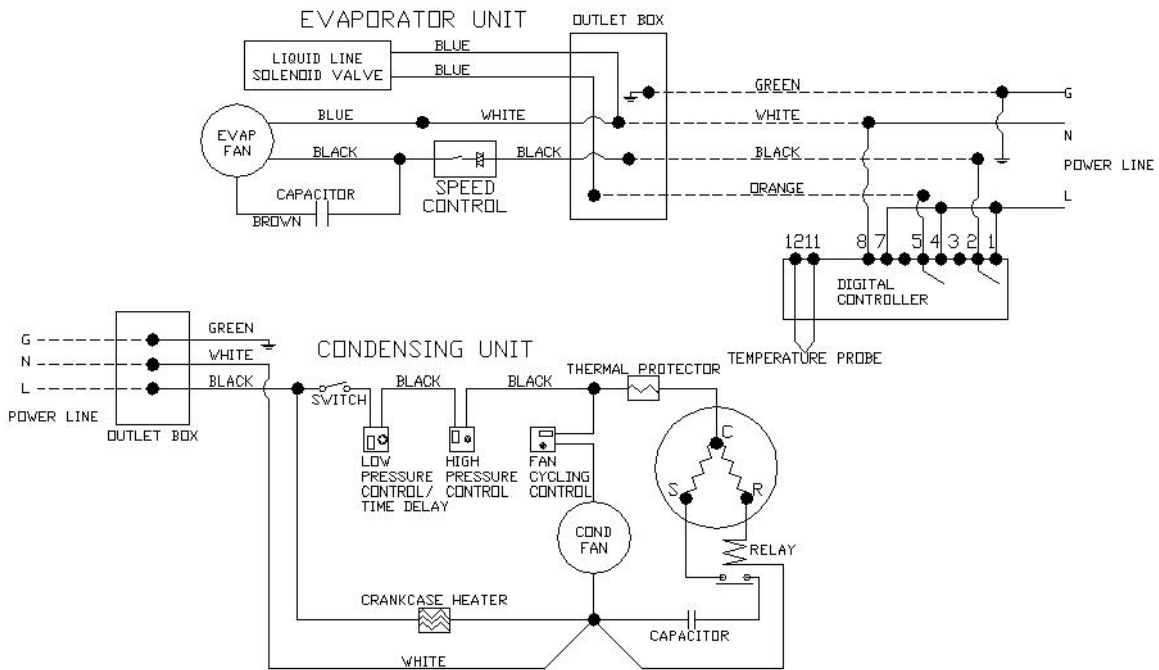 EVAPORATOR UNIT
OUTLET BOX
LIQUID LINE
SOLENOID VALVE
BLUE
BLUE
GREEN
G
EVAP
FAN
BLUE
WHITE
WHITE
N
BLACK
BLACK
BLACK
POWER LINE
SPEED
CONTROL
CAPACITOR
BROWN
ORANGE
L
12 11 8 7 5 4 3 2 1
DIGITAL
CONTROLLER
TEMPERATURE PROBE
CONDENSING UNIT
G
GREEN
N
WHITE
L
BLACK
POWER LINE
OUTLET BOX
SWITCH
BLACK
BLACK
THERMAL PROTECTOR
LOW
PRESSURE
CONTROL/
TIME DELAY
HIGH
PRESSURE
CONTROL
FAN
CYCLING
CONTROL
C
S
R
COND
FAN
RELAY
CRANKCASE HEATER
CAPACITOR
WHITE